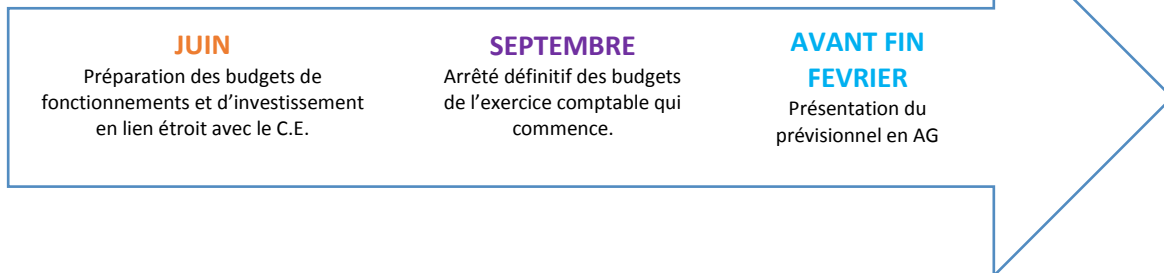 JUIN
Préparation des budgets de
fonctionnements et d'investissement
en lien étroit avec le C.E.
SEPTEMBRE
Arrêté définitif des budgets
de l'exercice comptable qui
commence.
AVANT FIN
FEVRIER
Présentation du
prévisionnel en AG